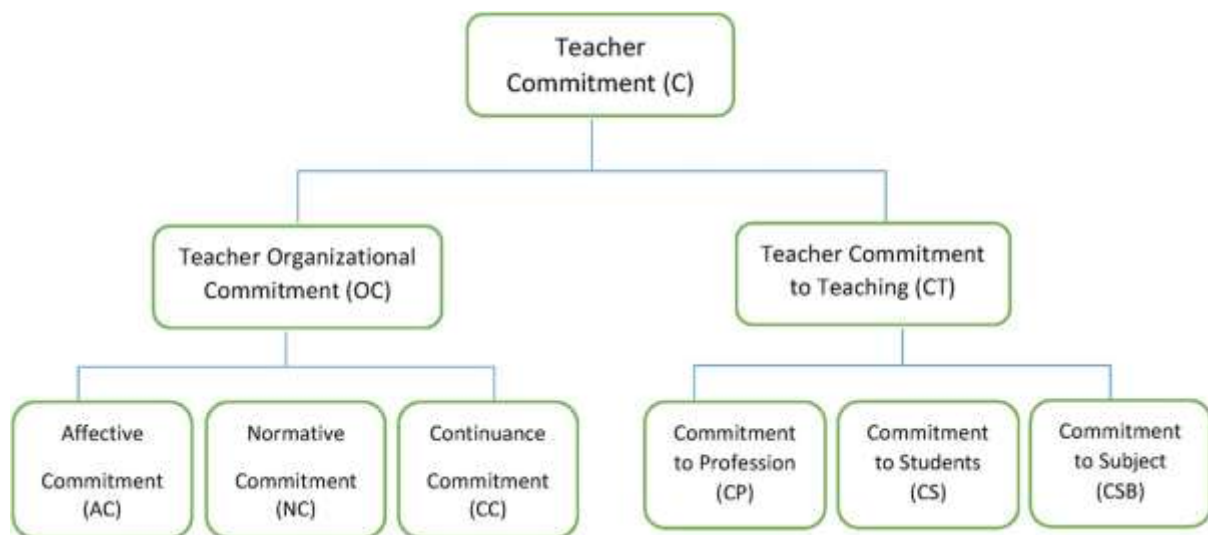 Teacher
Commitment (C)
Teacher Organizational
Commitment (OC)
Teacher Commitment
to Teaching (CT)
Affective
Commitment
(AC)
Normative
Commitment
(NC)
Continuance
Commitment
(CC)
Commitment
to Profession
(CP)
Commitment
to Students
(CS)
Commitment
to Subject
(CSB)